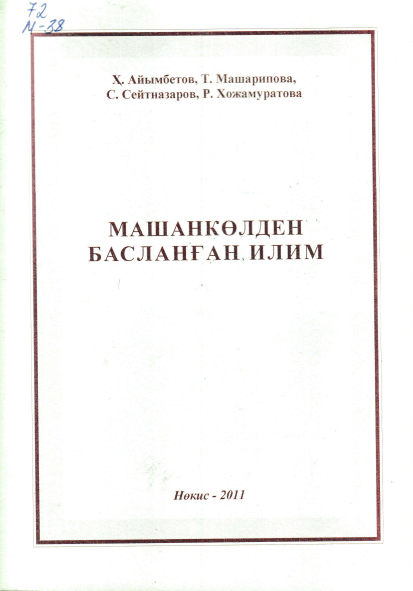 72
М-38
Ҳ. Айымбетов, Т. Машарипова,
С. Сейтназаров, Р. Хожамуратова
МАШАНКӨЛДЕН
БАСЛАНҒАН ИЛИМ
Нөкис - 2011